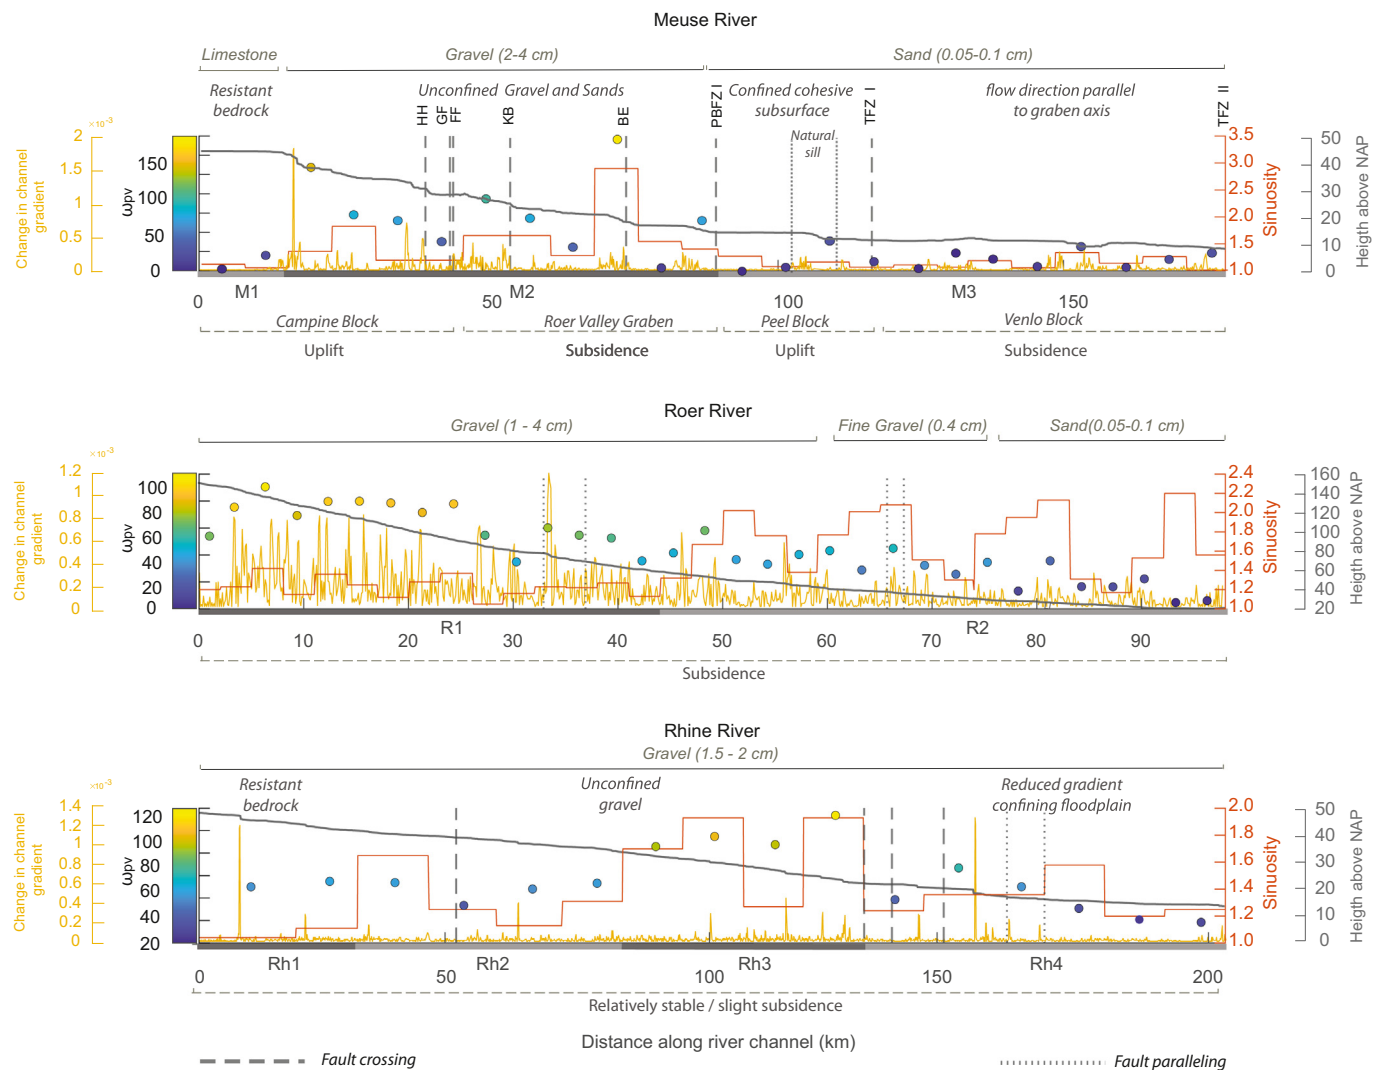 Meuse River
Limestone
Gravel (2-4 cm)
Sand (0.05-0.1 cm)
Resistant
bedrock
Unconfined Gravel and Sands
Confined cohesive
subsurface
flow direction parallel
to graben axis
HH
GF
FF
KB
BE
PBFZ I
TFZ I
TFZ II
Natural
sill
×10⁻³
2
1.5
1
0.5
0
Change in channel
gradient
150
100
50
0
ωpv
3.5
3.0
2.5
2.0
1.5
1.0
Sinuosity
50
40
30
20
10
0
Heigth above NAP
M1
M2
M3
0
50
100
150
Campine Block
Roer Valley Graben
Peel Block
Venlo Block
Uplift
Subsidence
Uplift
Subsidence
Roer River
Gravel (1 - 4 cm)
Fine Gravel (0.4 cm)
Sand(0.05-0.1 cm)
×10⁻³
1.2
1
0.8
0.6
0.4
0.2
0
Change in channel
gradient
100
80
60
40
20
0
ωpv
2.4
2.2
2.0
1.8
1.6
1.4
1.2
1.0
Sinuosity
160
140
120
100
80
60
40
20
Heigth above NAP
R1
R2
0
10
20
30
40
50
60
70
80
90
Subsidence
Rhine River
Gravel (1.5 - 2 cm)
Resistant
bedrock
Unconfined
gravel
Reduced gradient
confining floodplain
×10⁻³
1.4
1.2
1
0.8
0.6
0.4
0.2
0
Change in channel
gradient
120
100
80
60
40
20
ωpv
2.0
1.8
1.6
1.4
1.2
1.0
Sinuosity
50
40
30
20
10
0
Heigth above NAP
Rh1
Rh2
Rh3
Rh4
0
50
100
150
200
Relatively stable / slight subsidence
Distance along river channel (km)
Fault crossing
Fault paralleling